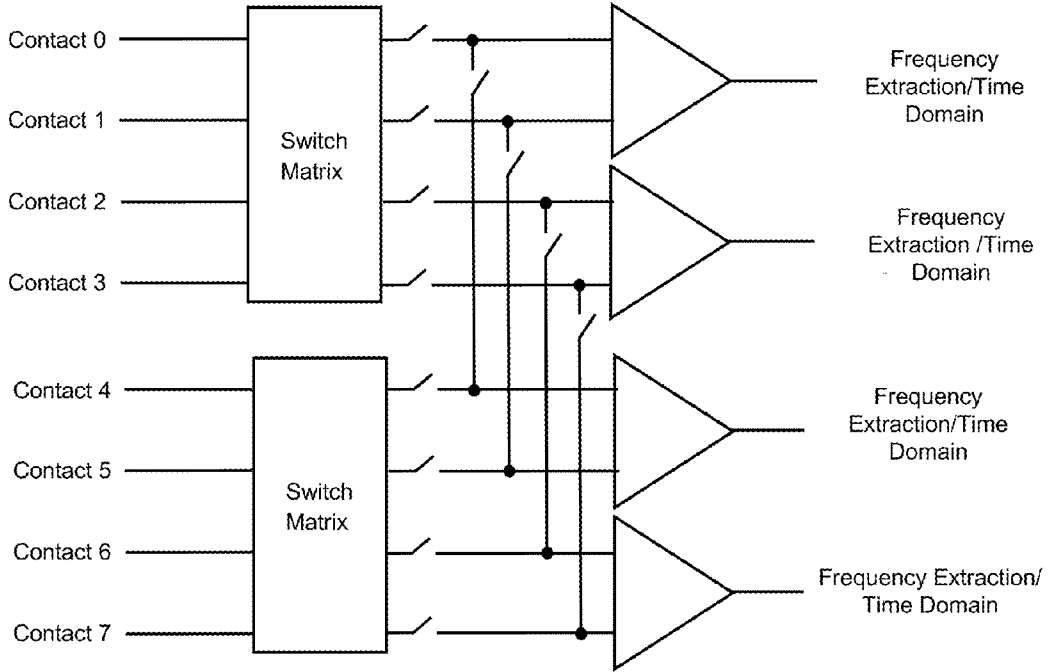 Contact 0
Contact 1
Contact 2
Contact 3
Switch
Matrix
Frequency
Extraction/Time
Domain
Frequency
Extraction /Time
Domain
Contact 4
Contact 5
Contact 6
Contact 7
Switch
Matrix
Frequency
Extraction/Time
Domain
Frequency Extraction/
Time Domain